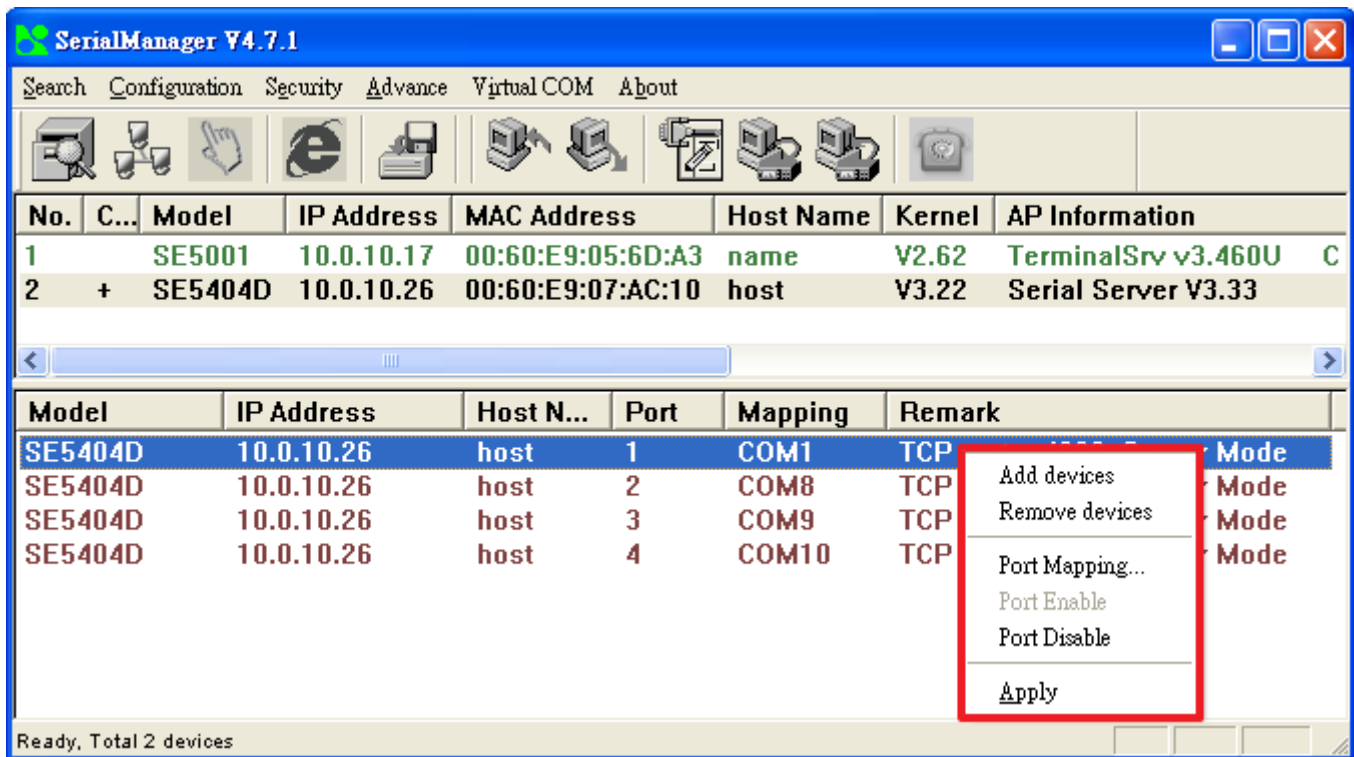 SerialManager V4.7.1
Search Configuration Security Advance Virtual COM About
No. C... Model IP Address MAC Address Host Name Kernel AP Information
1 SE5001 10.0.10.17 00:60:E9:05:6D:A3 name V2.62 TerminalSrv v3.460U C
2 + SE5404D 10.0.10.26 00:60:E9:07:AC:10 host V3.22 Serial Server V3.33
Model IP Address Host N... Port Mapping Remark
SE5404D 10.0.10.26 host 1 COM1 TCP Mode
SE5404D 10.0.10.26 host 2 COM8 TCP Mode
SE5404D 10.0.10.26 host 3 COM9 TCP Mode
SE5404D 10.0.10.26 host 4 COM10 TCP Mode
Add devices
Remove devices
Port Mapping...
Port Enable
Port Disable
Apply
Ready, Total 2 devices